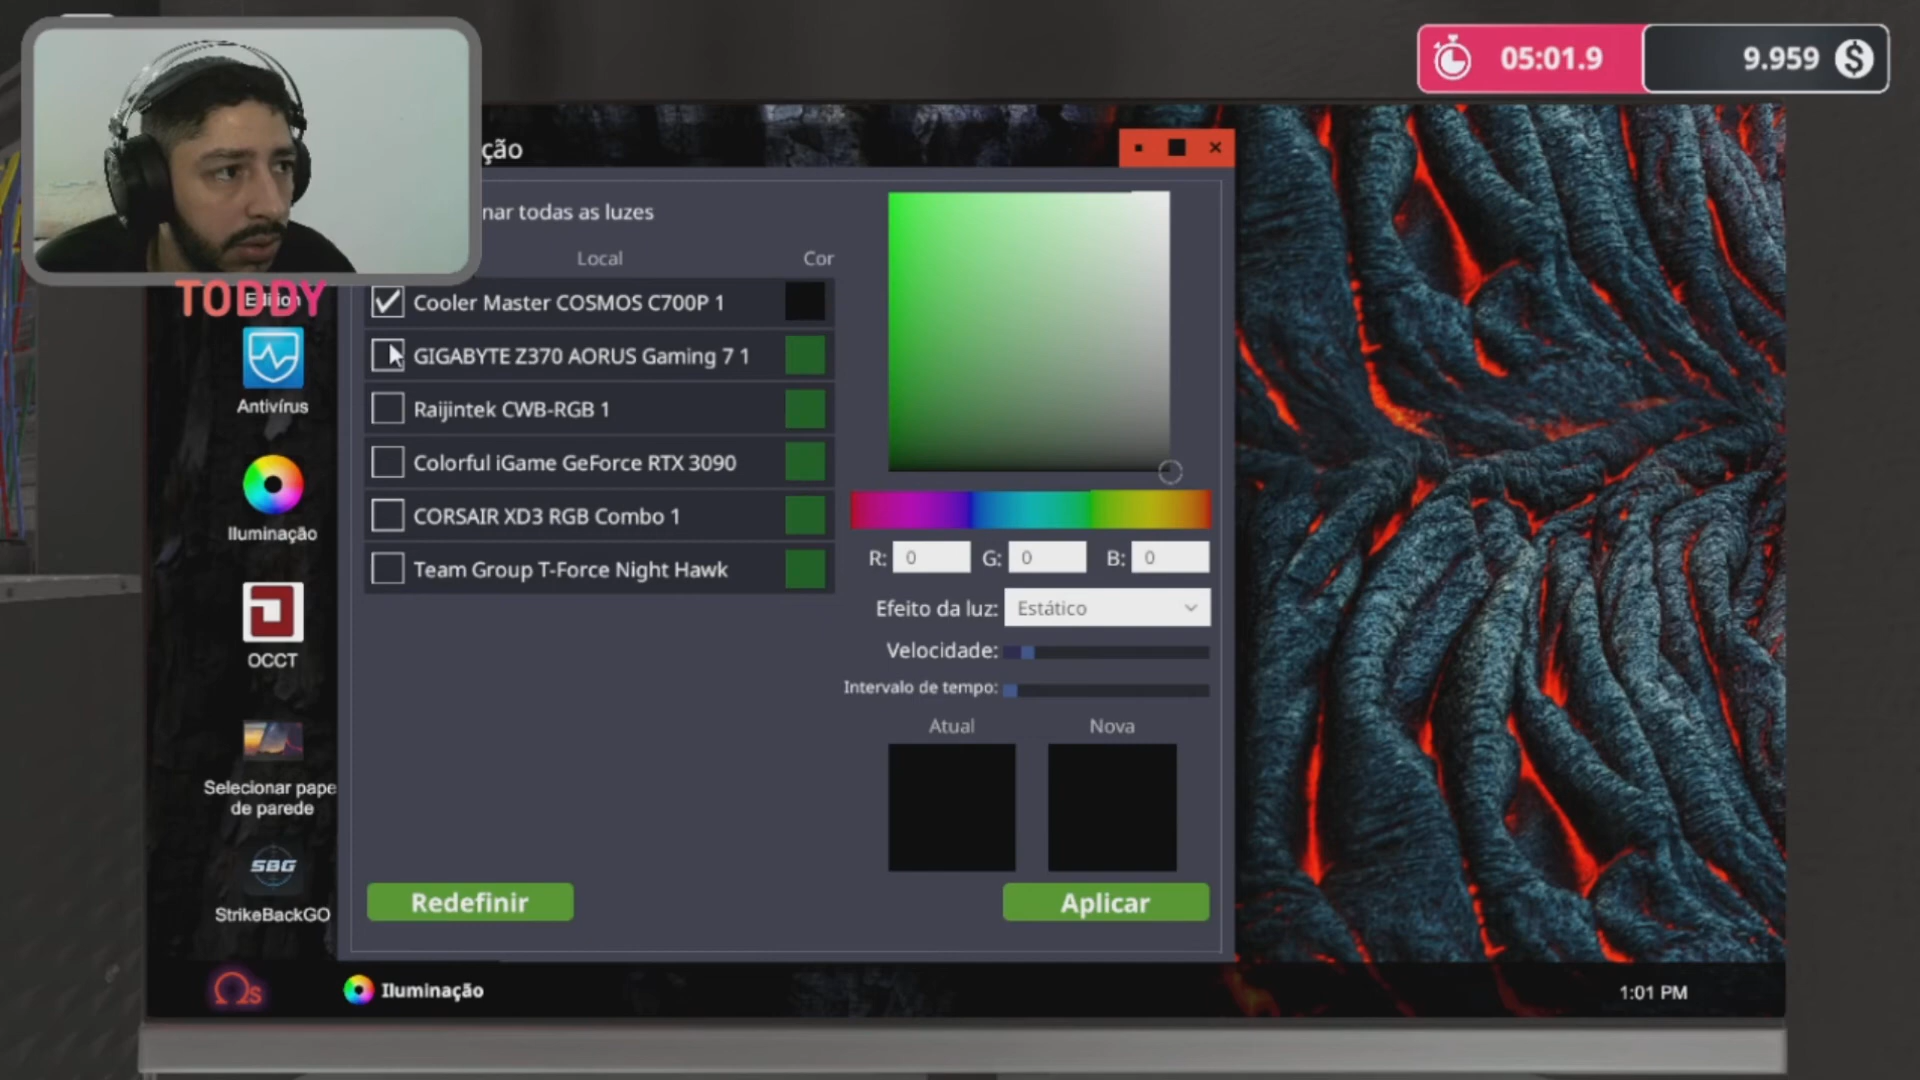 05:01.9
9.959
ção
nar todas as luzes
Local
Cor
TODDY
Edition
Cooler Master COSMOS C700P 1
GIGABYTE Z370 AORUS Gaming 7 1
Raijintek CWB-RGB 1
Colorful iGame GeForce RTX 3090
CORSAIR XD3 RGB Combo 1
Team Group T-Force Night Hawk
Antivírus
Iluminação
OCCT
Selecionar pape
de parede
SBG
StrikeBackGO
R: 0 G: 0 B: 0
Efeito da luz: Estático
Velocidade:
Intervalo de tempo:
Atual
Nova
Redefinir
Aplicar
Ωs
Iluminação
1:01 PM